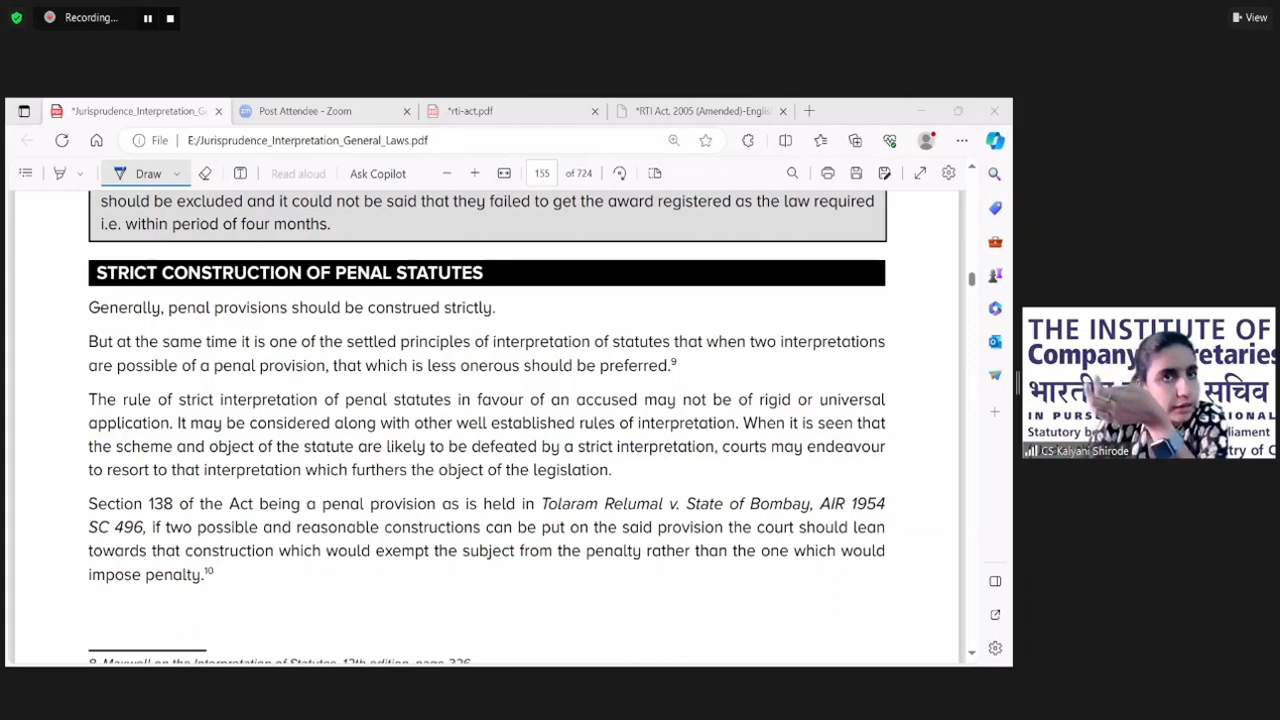 Recording...
View
*Jurisprudence_Interpretation_Ge
Post Attendee - Zoom
*rti-act.pdf
*RTI Act, 2005 (Amended)-Englis
File
E:/Jurisprudence_Interpretation_General_Laws.pdf
Draw
Read aloud
Ask Copilot
155
of 724
should be excluded and it could not be said that they failed to get the award registered as the law required
i.e. within period of four months.
STRICT CONSTRUCTION OF PENAL STATUTES
Generally, penal provisions should be construed strictly.
But at the same time it is one of the settled principles of interpretation of statutes that when two interpretations
are possible of a penal provision, that which is less onerous should be preferred.⁹
The rule of strict interpretation of penal statutes in favour of an accused may not be of rigid or universal
application. It may be considered along with other well established rules of interpretation. When it is seen that
the scheme and object of the statute are likely to be defeated by a strict interpretation, courts may endeavour
to resort to that interpretation which furthers the object of the legislation.
Section 138 of the Act being a penal provision as is held in Tolaram Relumal v. State of Bombay, AIR 1954
SC 496, if two possible and reasonable constructions can be put on the said provision the court should lean
towards that construction which would exempt the subject from the penalty rather than the one which would
impose penalty.¹⁰
THE INSTITUTE OF
Company
सचिव
IN PURS
Statutory
CS Kalyani Shirode